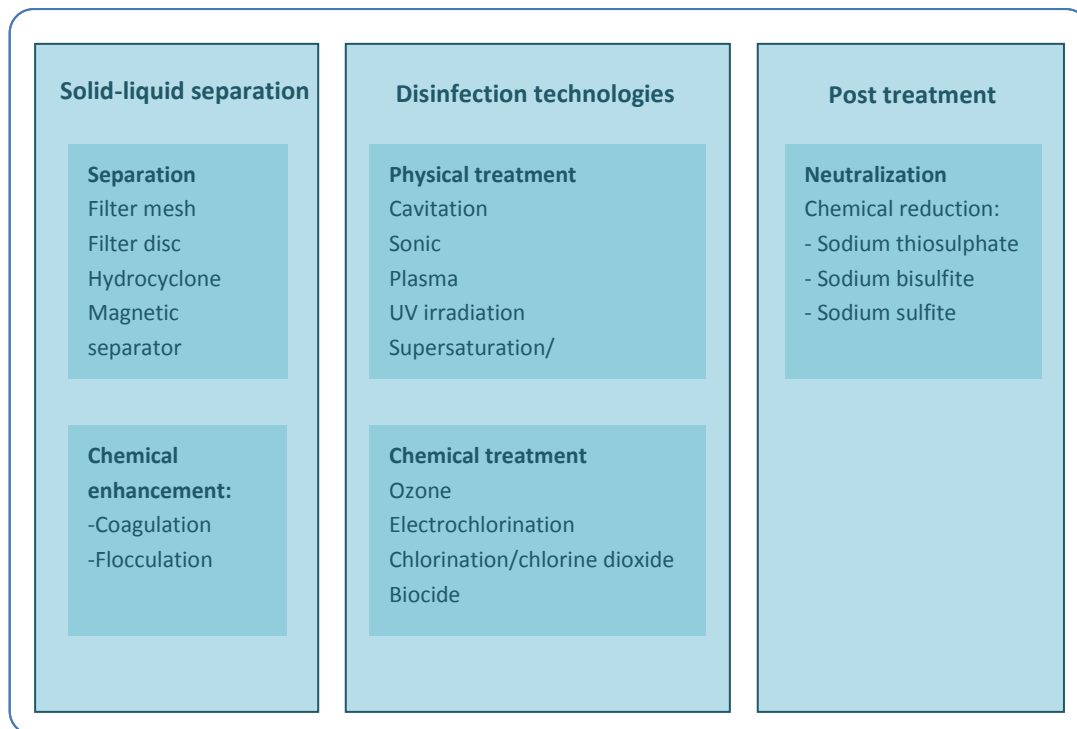 Solid-liquid separation
Separation
Filter mesh
Filter disc
Hydrocyclone
Magnetic
separator
Chemical
enhancement:
-Coagulation
-Flocculation
Disinfection technologies
Physical treatment
Cavitation
Sonic
Plasma
UV irradiation
Supersaturation/
Chemical treatment
Ozone
Electrochlorination
Chlorination/chlorine dioxide
Biocide
Post treatment
Neutralization
Chemical reduction:
- Sodium thiosulphate
- Sodium bisulfite
- Sodium sulfite